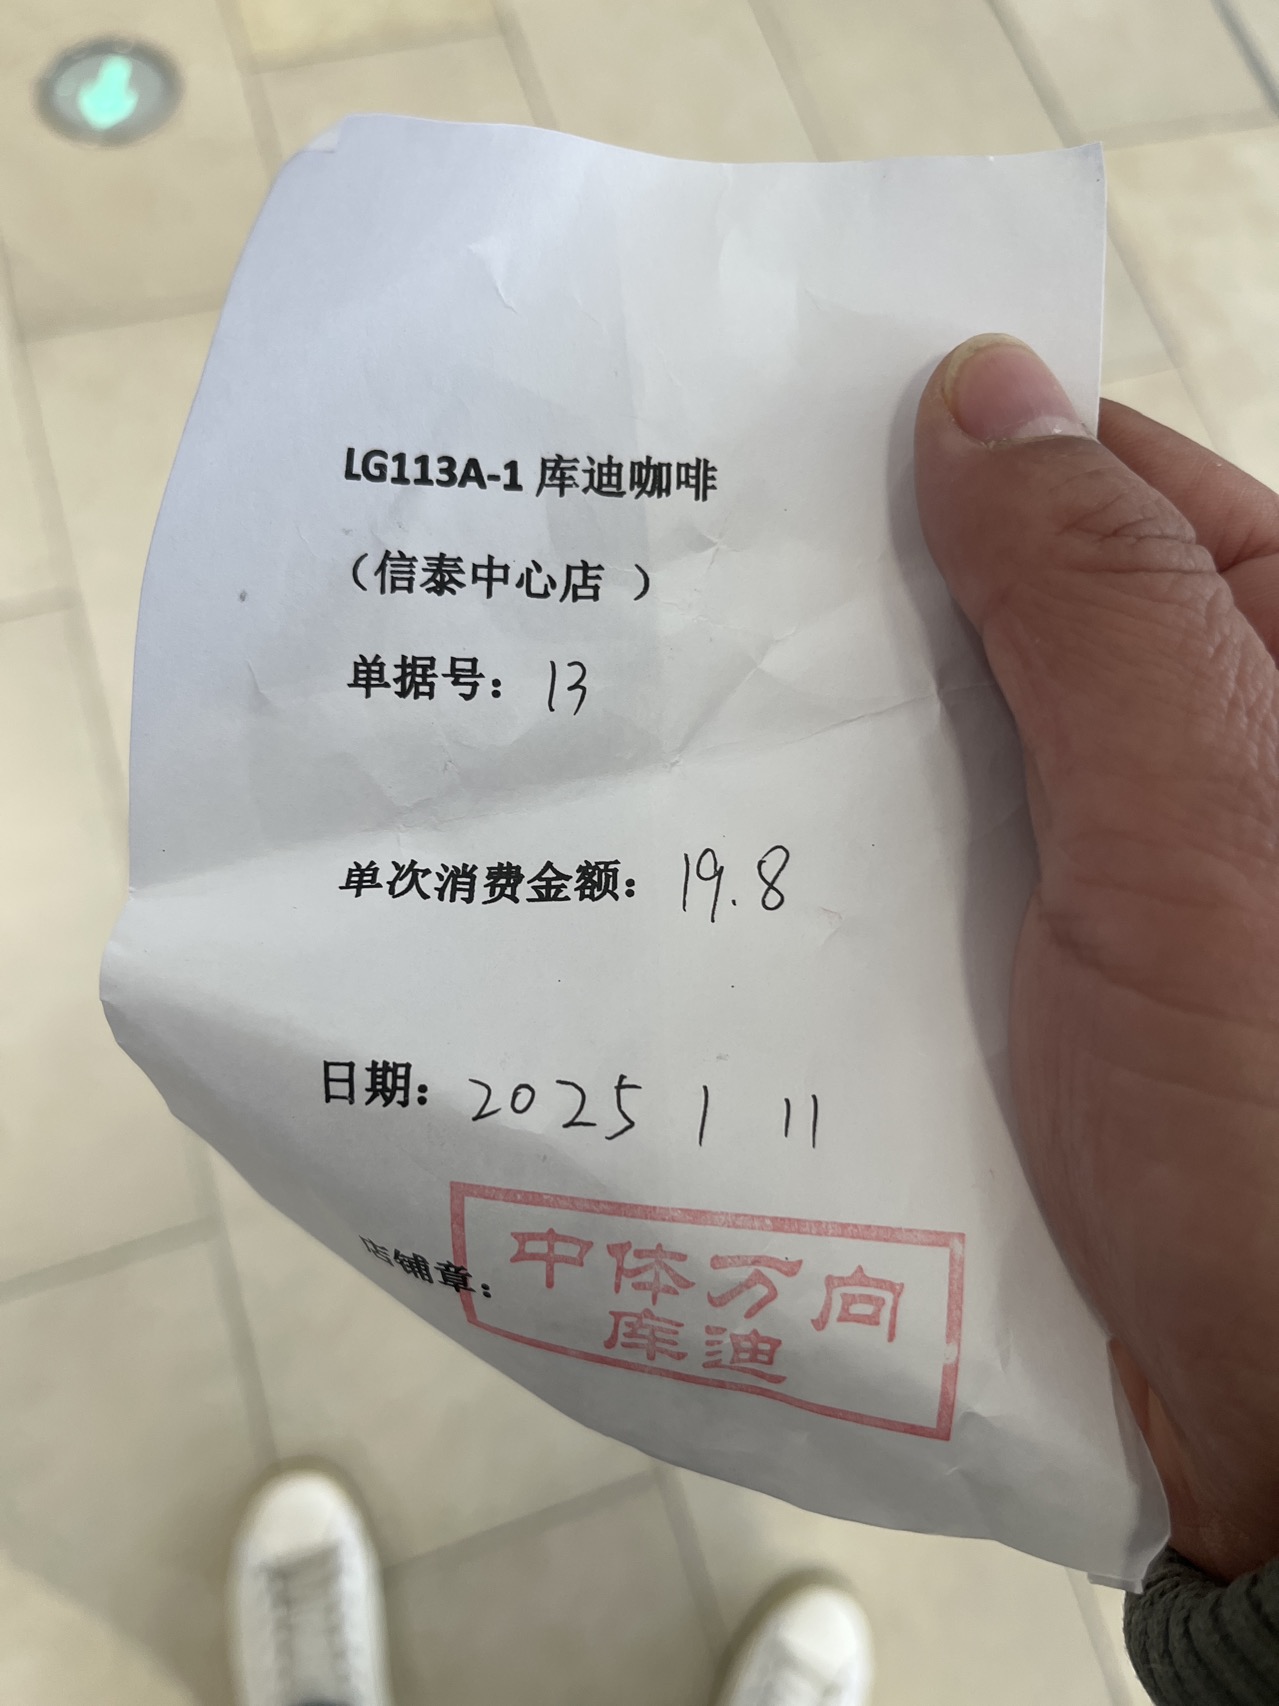 LG113A-1 库迪咖啡
（信泰中心店 ）
单据号：13
单次消费金额：19.8
日期：2025 1 11
店铺章：
中体万向
库迪